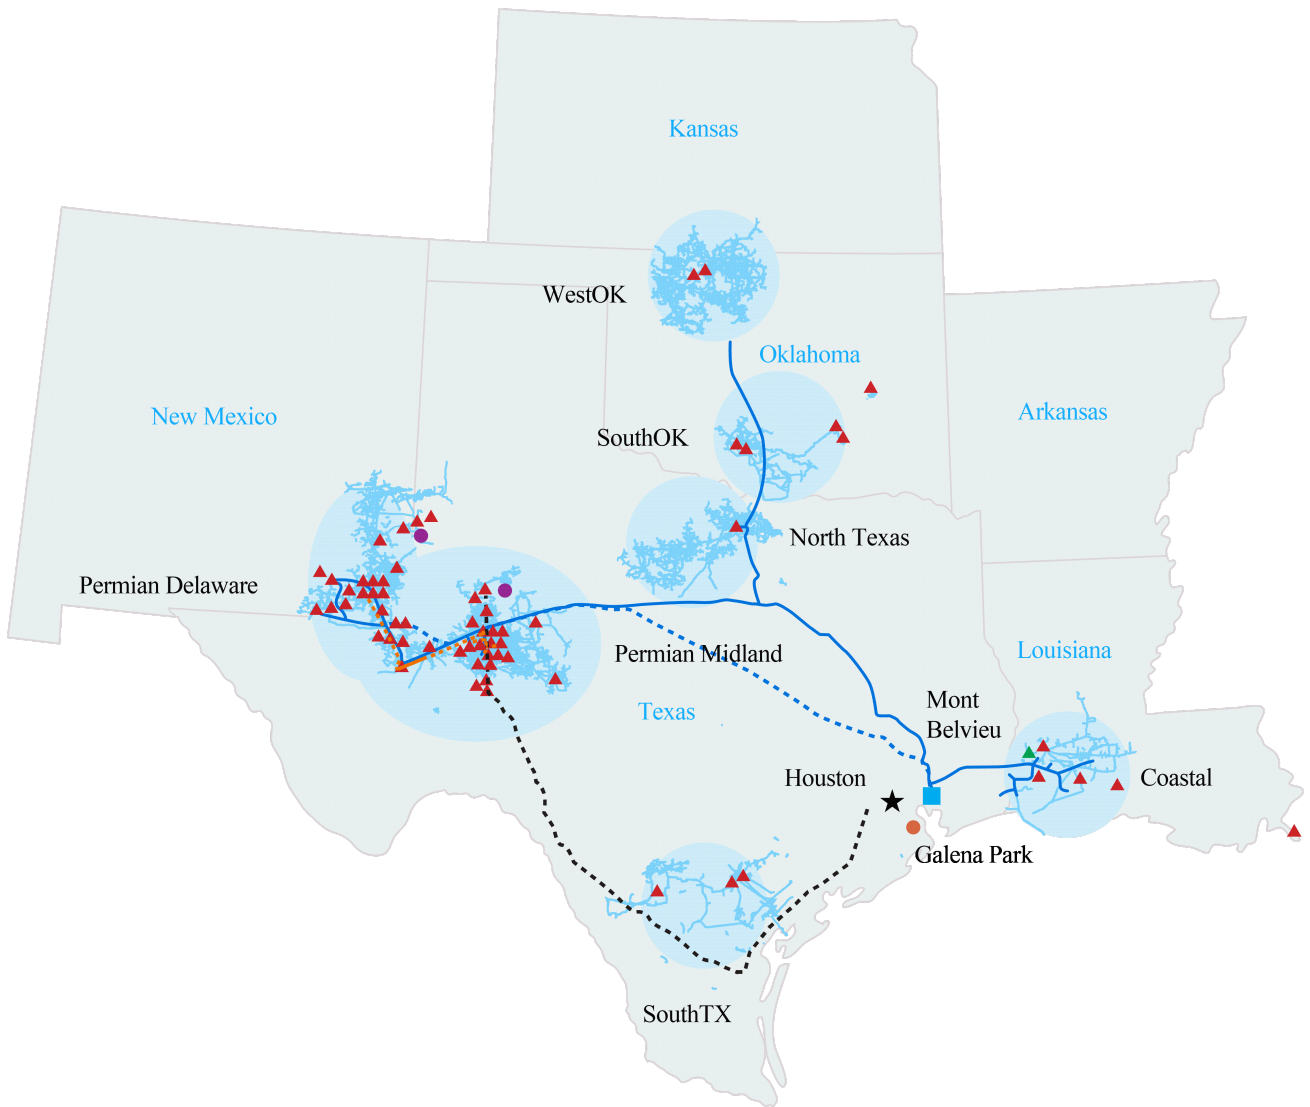 Kansas
WestOK
Oklahoma
New Mexico
Arkansas
SouthOK
North Texas
Permian Delaware
Permian Midland
Louisiana
Texas
Mont
Belvieu
Houston
Coastal
Galena Park
SouthTX